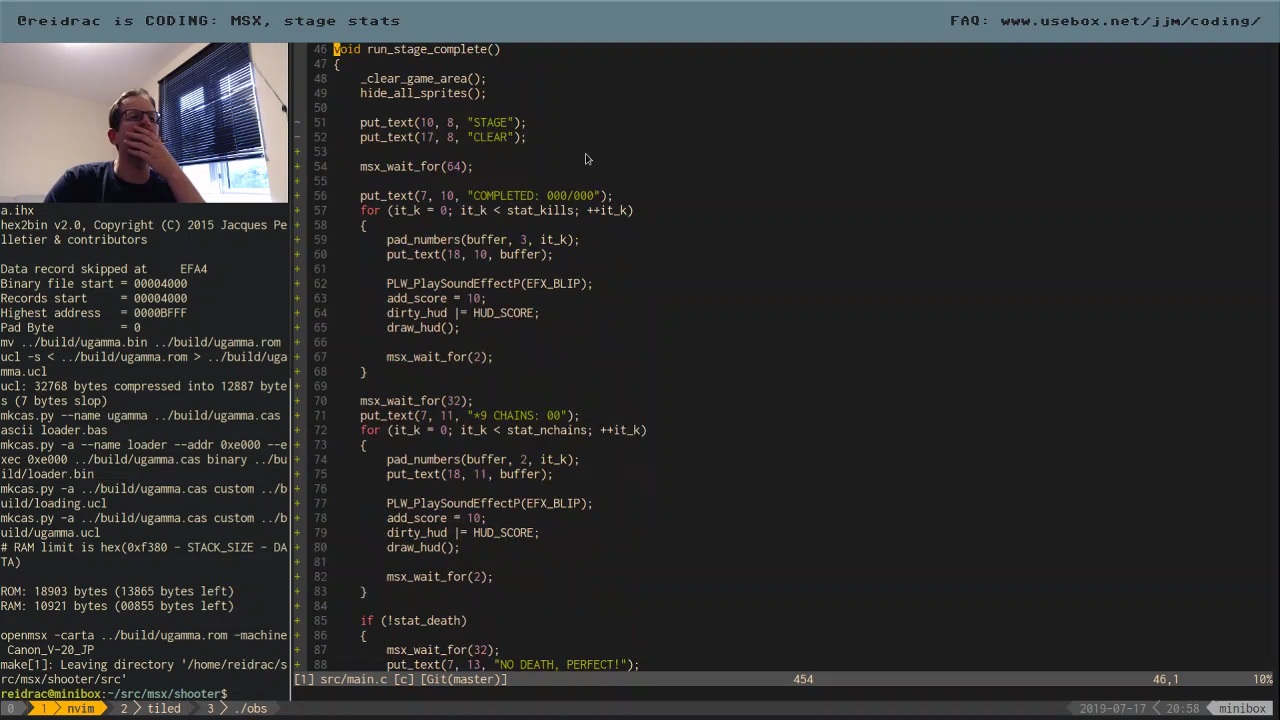 @reidrac is CODING: MSX, stage stats
FAQ: www.usebox.net/jjm/coding/
a.ihx
hex2bin v2.0, Copyright (C) 2015 Jacques Pe
lletier & contributors
Data record skipped at     EFA4
Binary file start = 00004000
Records start     = 00004000
Highest address   = 0000BFFF
Pad Byte          = 0
mv ../build/ugamma.bin ../build/ugamma.rom
ucl -s < ../build/ugamma.rom > ../build/uga
mma.ucl
ucl: 32768 bytes compressed into 12887 byte
s (7 bytes slop)
mkcas.py --name ugamma ../build/ugamma.cas
ascii loader.bas
mkcas.py -a --name loader --addr 0xe000 --e
xec 0xe000 ../build/ugamma.cas binary ../bu
ild/loader.bin
mkcas.py -a ../build/ugamma.cas custom ../b
uild/loading.ucl
mkcas.py -a ../build/ugamma.cas custom ../b
uild/ugamma.ucl
# RAM limit is hex(0xf380 - STACK_SIZE - DA
TA)
ROM: 18903 bytes (13865 bytes left)
RAM: 10921 bytes (00855 bytes left)
openmsx -carta ../build/ugamma.rom -machine
 Canon_V-20_JP
make[1]: Leaving directory '/home/reidrac/s
rc/msx/shooter/src'
reidrac@minibox:~/src/msx/shooter$
46 void run_stage_complete()
47 {
48     _clear_game_area();
49     hide_all_sprites();
50
~ 51     put_text(10, 8, "STAGE");
~ 52     put_text(17, 8, "CLEAR");
+ 53
+ 54     msx_wait_for(64);
+ 55
+ 56     put_text(7, 10, "COMPLETED: 000/000");
+ 57     for (it_k = 0; it_k < stat_kills; ++it_k)
+ 58     {
+ 59         pad_numbers(buffer, 3, it_k);
+ 60         put_text(18, 10, buffer);
+ 61
+ 62         PLW_PlaySoundEffectP(EFX_BLIP);
+ 63         add_score = 10;
+ 64         dirty_hud |= HUD_SCORE;
+ 65         draw_hud();
+ 66
+ 67         msx_wait_for(2);
+ 68     }
+ 69
+ 70     msx_wait_for(32);
+ 71     put_text(7, 11, "*9 CHAINS: 00");
+ 72     for (it_k = 0; it_k < stat_nchains; ++it_k)
+ 73     {
+ 74         pad_numbers(buffer, 2, it_k);
+ 75         put_text(18, 11, buffer);
+ 76
+ 77         PLW_PlaySoundEffectP(EFX_BLIP);
+ 78         add_score = 10;
+ 79         dirty_hud |= HUD_SCORE;
+ 80         draw_hud();
+ 81
+ 82         msx_wait_for(2);
+ 83     }
+ 84
+ 85     if (!stat_death)
+ 86     {
+ 87         msx_wait_for(32);
+ 88         put_text(7, 13, "NO DEATH, PERFECT!");
[1] src/main.c [c] [Git(master)] 454 46,1 10%
0 1 nvim 2 tiled 3 ./obs 2019-07-17 20:58 minibox